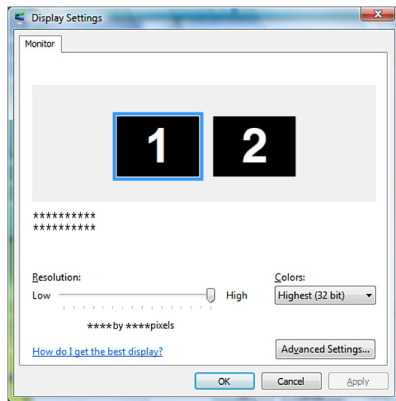 Display Settings
Monitor
1 2
**********
**********
Resolution:
Colors:
Low High Highest (32 bit)
****by ****pixels
How do I get the best display?
Advanced Settings...
OK Cancel Apply